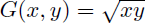 G(x, y) = √xy